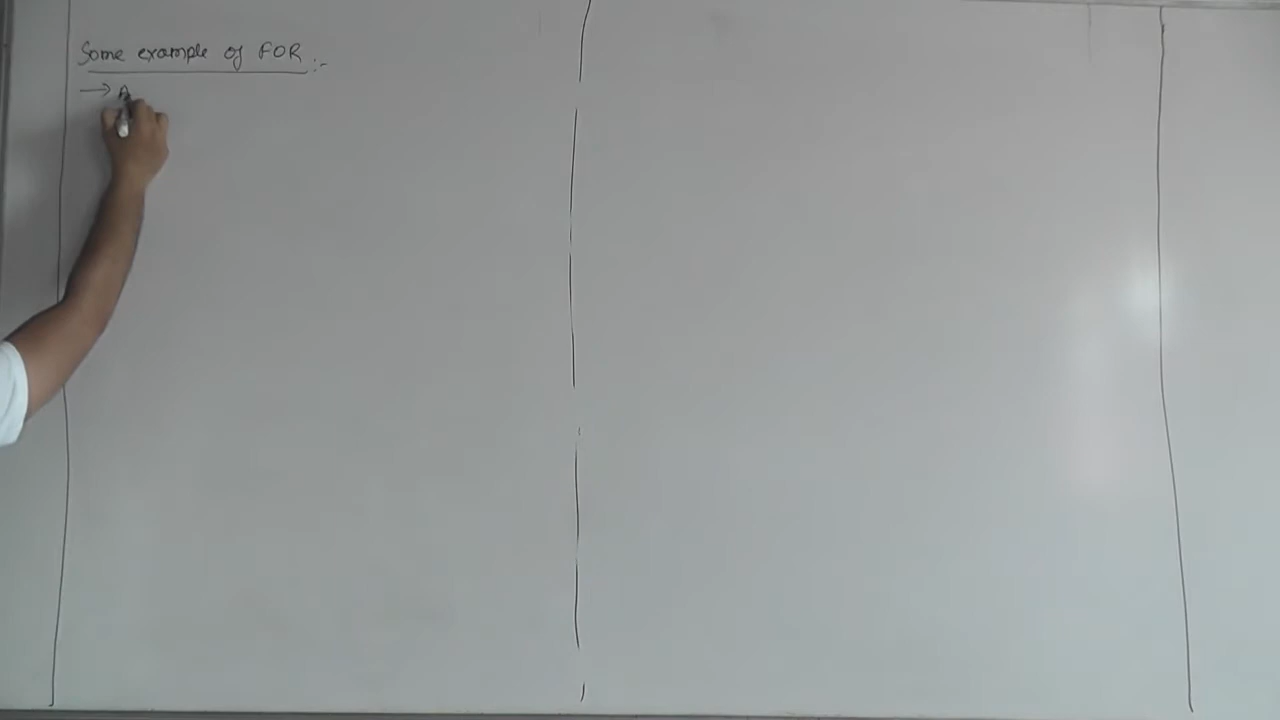 Some example of FOR :-
→ A